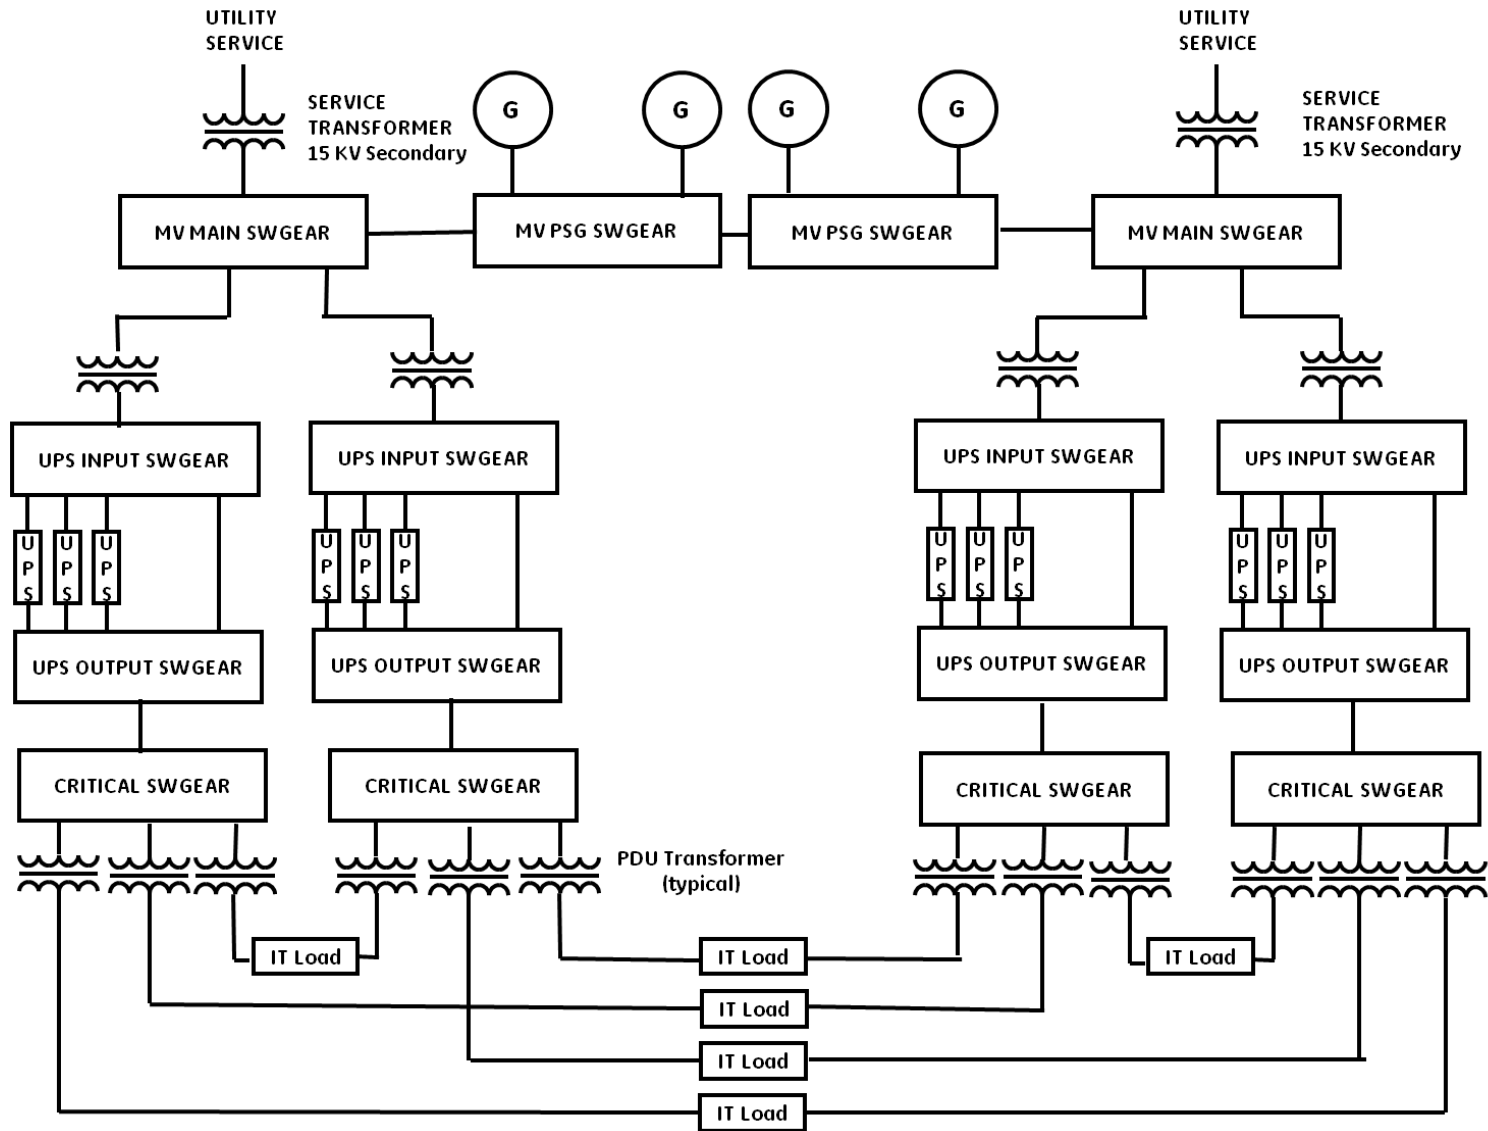 UTILITY
SERVICE
UTILITY
SERVICE
SERVICE
TRANSFORMER
15 KV Secondary
G
G
G
G
SERVICE
TRANSFORMER
15 KV Secondary
MV MAIN SWGEAR
MV PSG SWGEAR
MV PSG SWGEAR
MV MAIN SWGEAR
UPS INPUT SWGEAR
UPS INPUT SWGEAR
UPS INPUT SWGEAR
UPS INPUT SWGEAR
UPS
UPS
UPS
UPS
UPS
UPS
UPS
UPS
UPS
UPS
UPS
UPS
UPS OUTPUT SWGEAR
UPS OUTPUT SWGEAR
UPS OUTPUT SWGEAR
UPS OUTPUT SWGEAR
CRITICAL SWGEAR
CRITICAL SWGEAR
CRITICAL SWGEAR
CRITICAL SWGEAR
PDU Transformer
(typical)
IT Load
IT Load
IT Load
IT Load
IT Load
IT Load